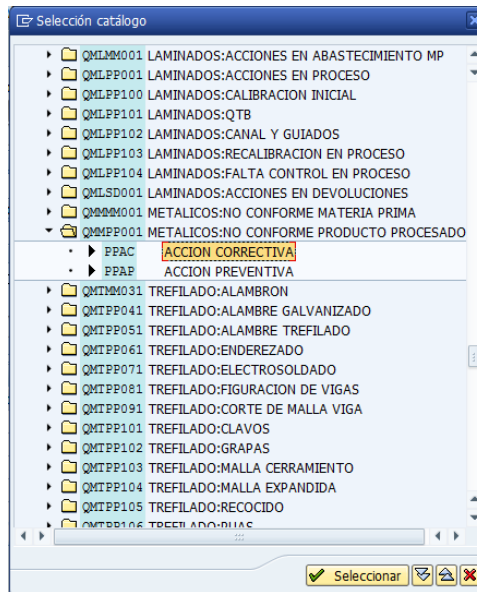 Selección catálogo
QMLMM001 LAMINADOS:ACCIONES EN ABASTECIMIENTO MP
QMLPP001 LAMINADOS:ACCIONES EN PROCESO
QMLPP100 LAMINADOS:CALIBRACION INICIAL
QMLPP101 LAMINADOS:QTB
QMLPP102 LAMINADOS:CANAL Y GUIADOS
QMLPP103 LAMINADOS:RECALIBRACION EN PROCESO
QMLPP104 LAMINADOS:FALTA CONTROL EN PROCESO
QMLSD001 LAMINADOS:ACCIONES EN DEVOLUCIONES
QMMMM001 METALICOS:NO CONFORME MATERIA PRIMA
QMMPP001 METALICOS:NO CONFORME PRODUCTO PROCESADO
PPAC ACCION CORRECTIVA
PPAP ACCION PREVENTIVA
QMTMM031 TREFILADO:ALAMBRON
QMTPP041 TREFILADO:ALAMBRE GALVANIZADO
QMTPP051 TREFILADO:ALAMBRE TREFILADO
QMTPP061 TREFILADO:ENDEREZADO
QMTPP071 TREFILADO:ELECTROSOLDADO
QMTPP081 TREFILADO:FIGURACION DE VIGAS
QMTPP091 TREFILADO:CORTE DE MALLA VIGA
QMTPP101 TREFILADO:CLAVOS
QMTPP102 TREFILADO:GRAPAS
QMTPP103 TREFILADO:MALLA CERRAMIENTO
QMTPP104 TREFILADO:MALLA EXPANDIDA
QMTPP105 TREFILADO:RECOCIDO
QMTPP106 TREFILADO:PUAS
Seleccionar